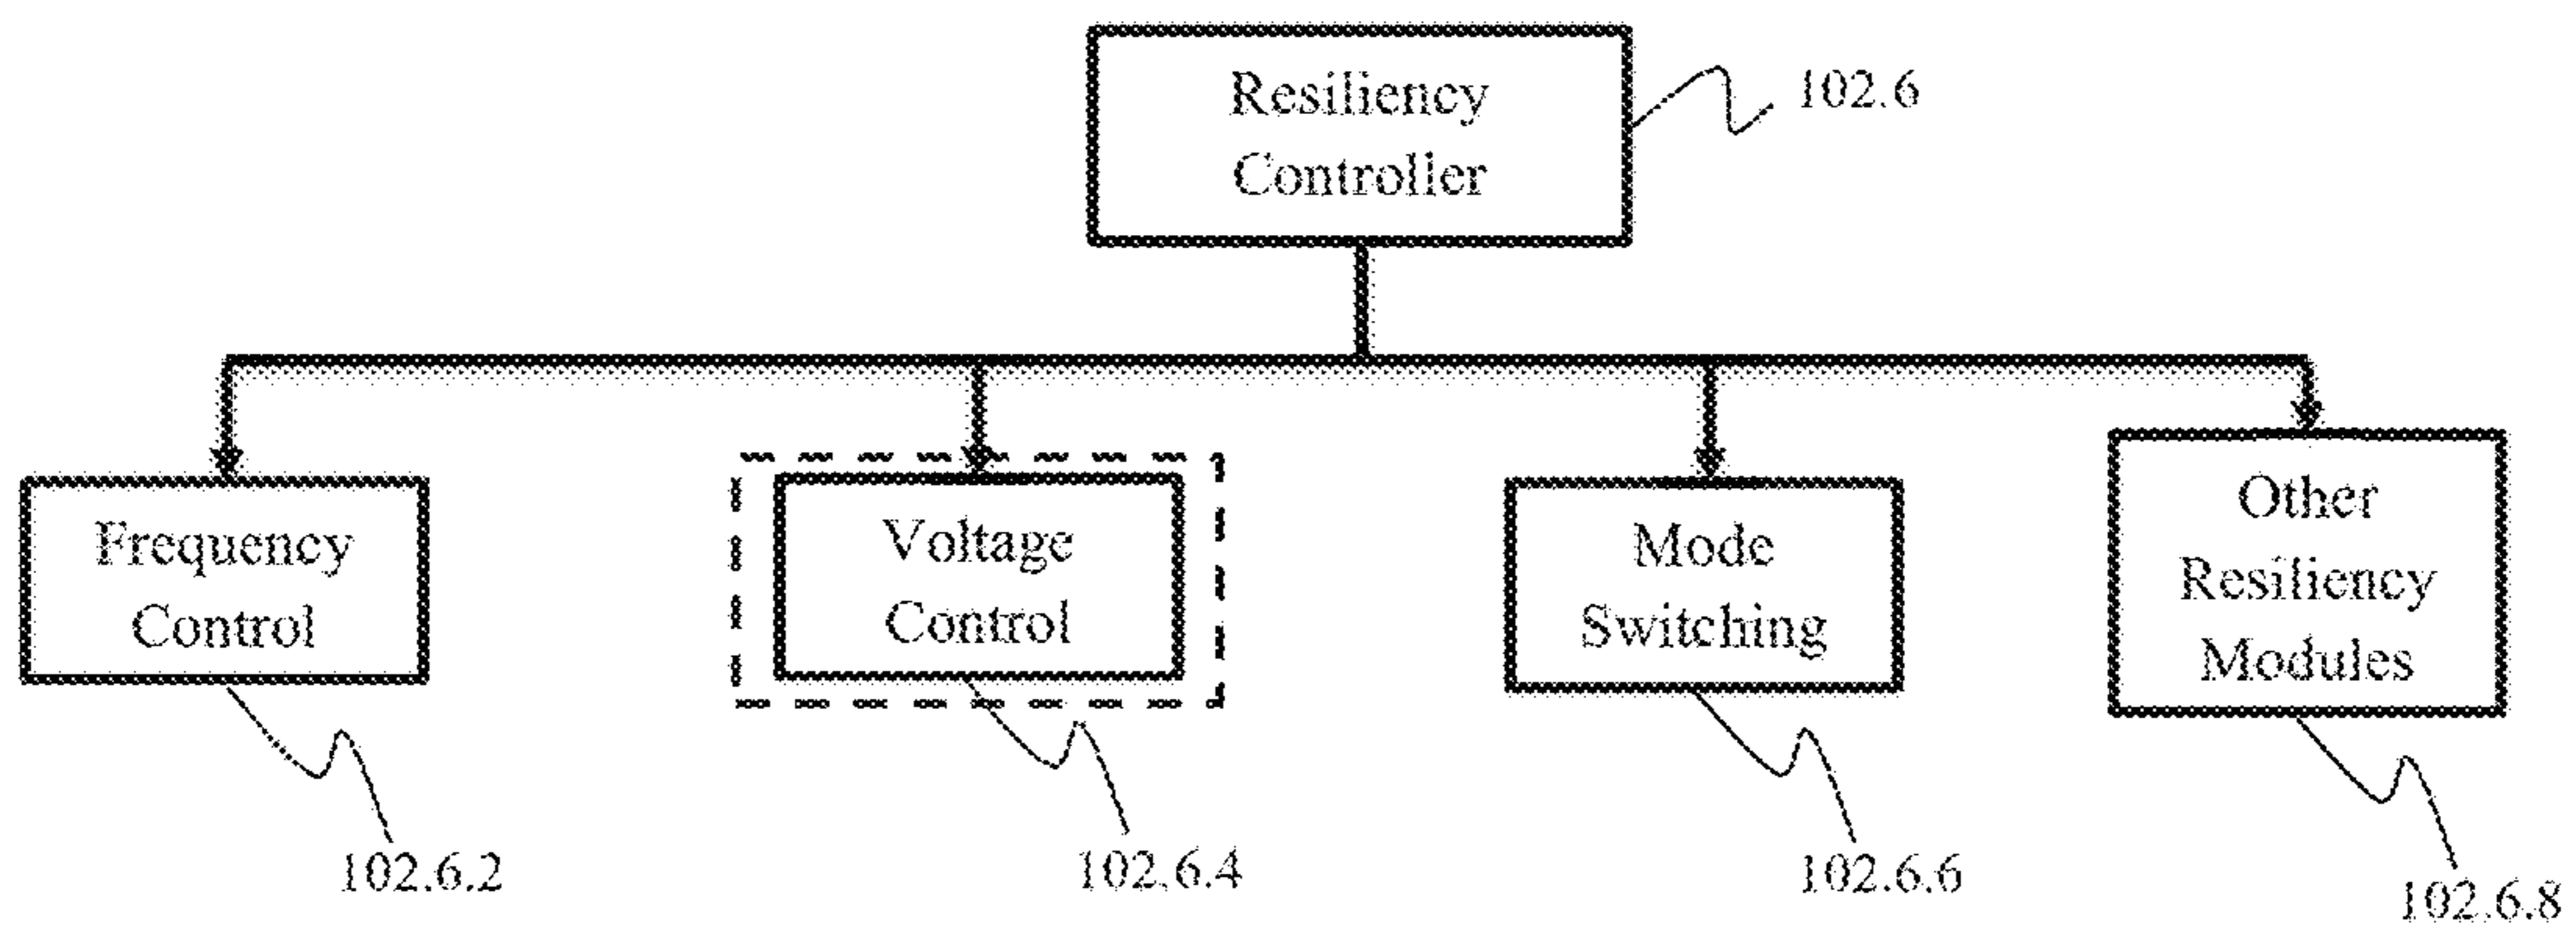 Resiliency
Controller
102.6
Frequency
Control
Voltage
Control
Mode
Switching
Other
Resiliency
Modules
102.6.2
102.6.4
102.6.6
102.6.8